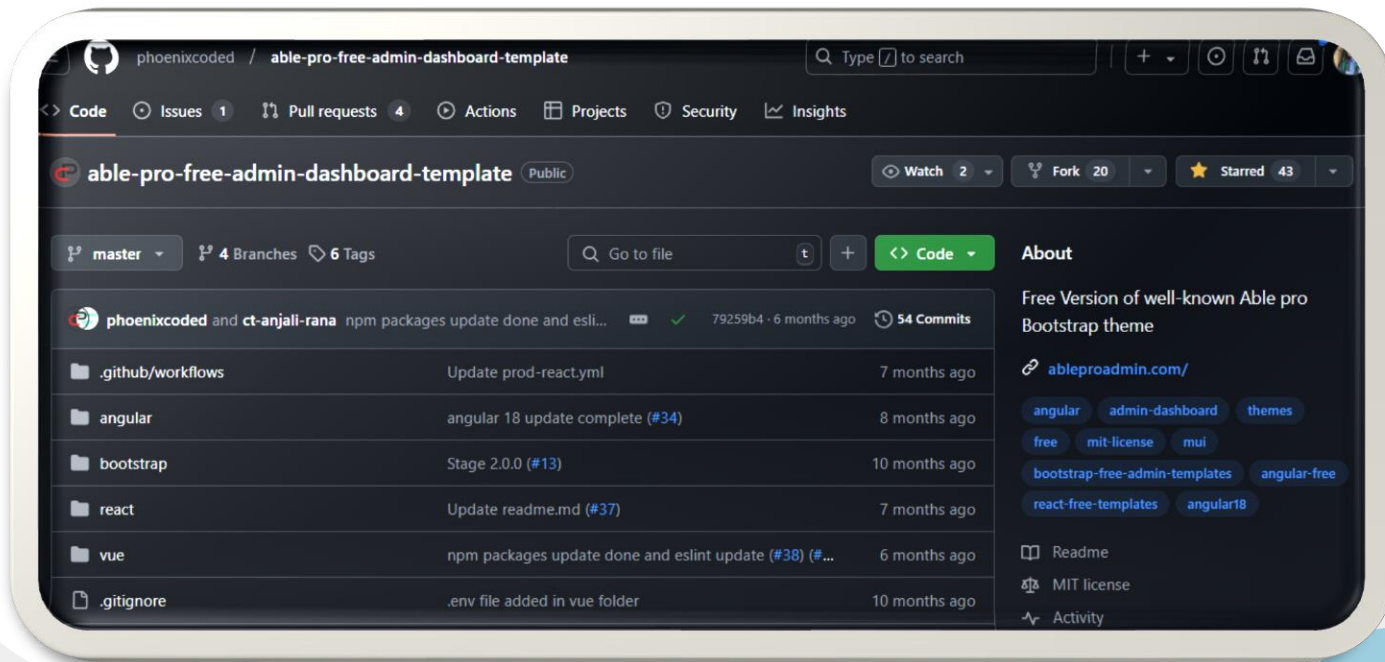 phoenixcoded / able-pro-free-admin-dashboard-template
Type / to search
<> Code Issues 1 Pull requests 4 Actions Projects Security Insights
able-pro-free-admin-dashboard-template Public
Watch 2 Fork 20 Starred 43
master 4 Branches 6 Tags Go to file t + <> Code
phoenixcoded and ct-anjali-rana npm packages update done and esli... 79259b4 · 6 months ago 54 Commits
.github/workflows Update prod-react.yml 7 months ago
angular angular 18 update complete (#34) 8 months ago
bootstrap Stage 2.0.0 (#13) 10 months ago
react Update readme.md (#37) 7 months ago
vue npm packages update done and eslint update (#38) (#... 6 months ago
.gitignore .env file added in vue folder 10 months ago
About
Free Version of well-known Able pro
Bootstrap theme
ableproadmin.com/
angular admin-dashboard themes
free mit-license mui
bootstrap-free-admin-templates angular-free
react-free-templates angular18
Readme
MIT license
Activity